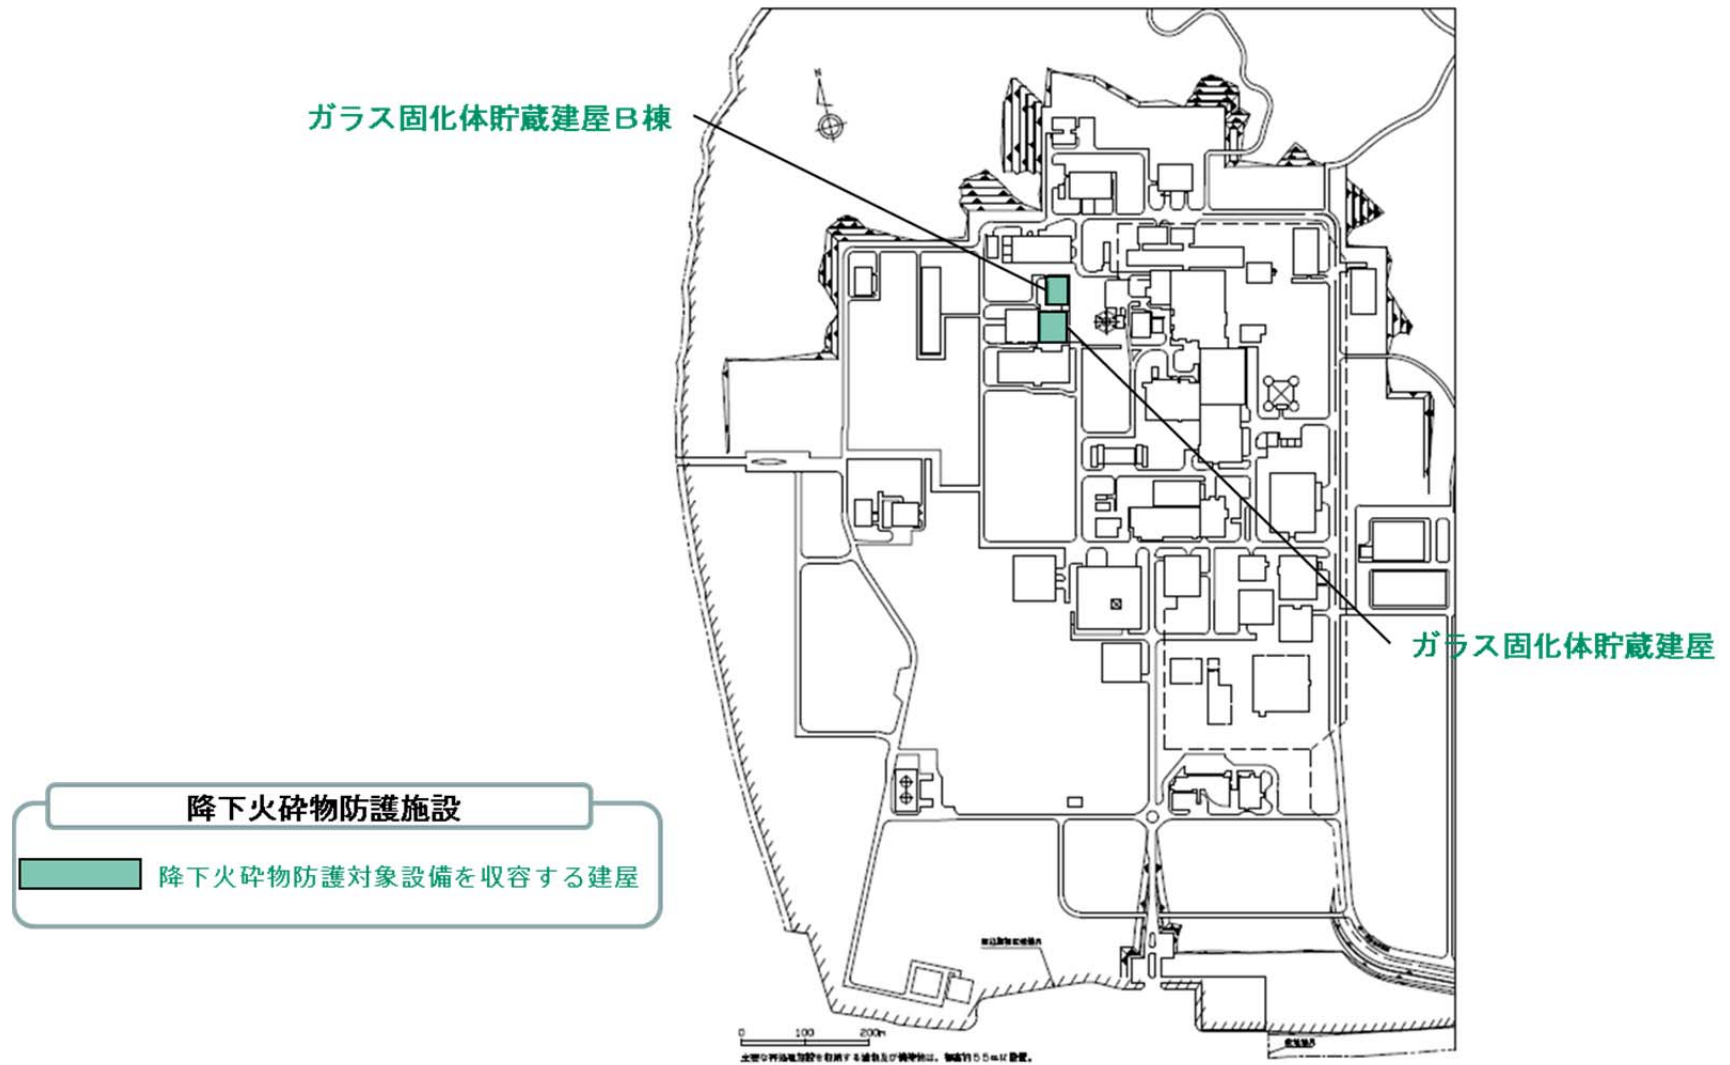 N
ガラス固化体貯蔵建屋B棟
ガラス固化体貯蔵建屋
降下火砕物防護施設
降下火砕物防護対象設備を収容する建屋
0 100 200m